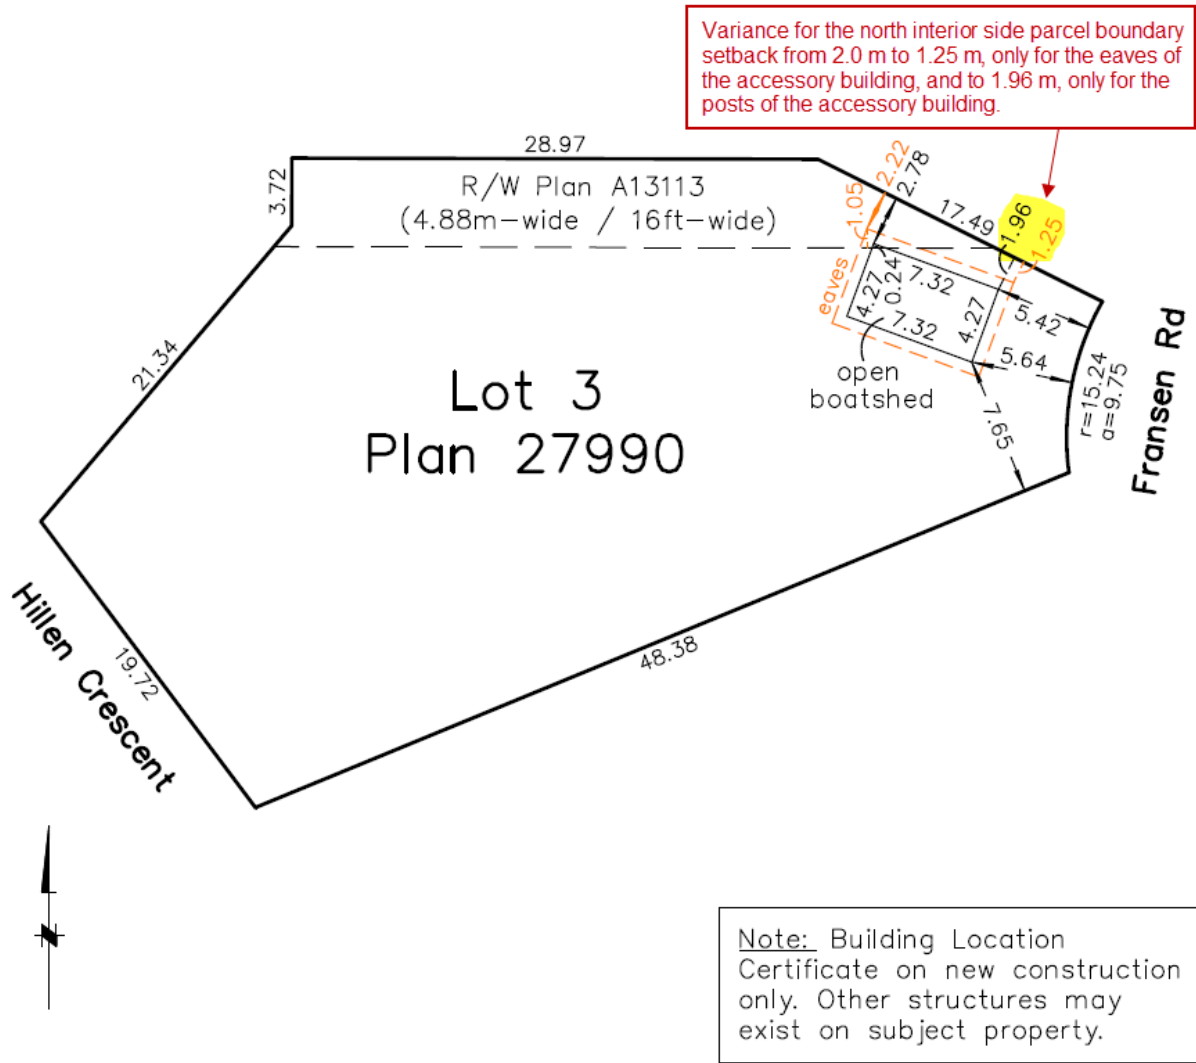 Variance for the north interior side parcel boundary
setback from 2.0 m to 1.25 m, only for the eaves of
the accessory building, and to 1.96 m, only for the
posts of the accessory building.
28.97
3.72
R/W Plan A13113
(4.88m-wide / 16ft-wide)
2.22
2.78
1.05
17.49
1.96
1.25
eaves
4.27
0.24
7.32
7.32
4.27
5.42
5.64
open
boatshed
7.65
r=15.24
a=9.75
Fransen Rd
21.34
Lot 3
Plan 27990
Hillen Crescent
19.72
48.38
Note: Building Location
Certificate on new construction
only. Other structures may
exist on subject property.